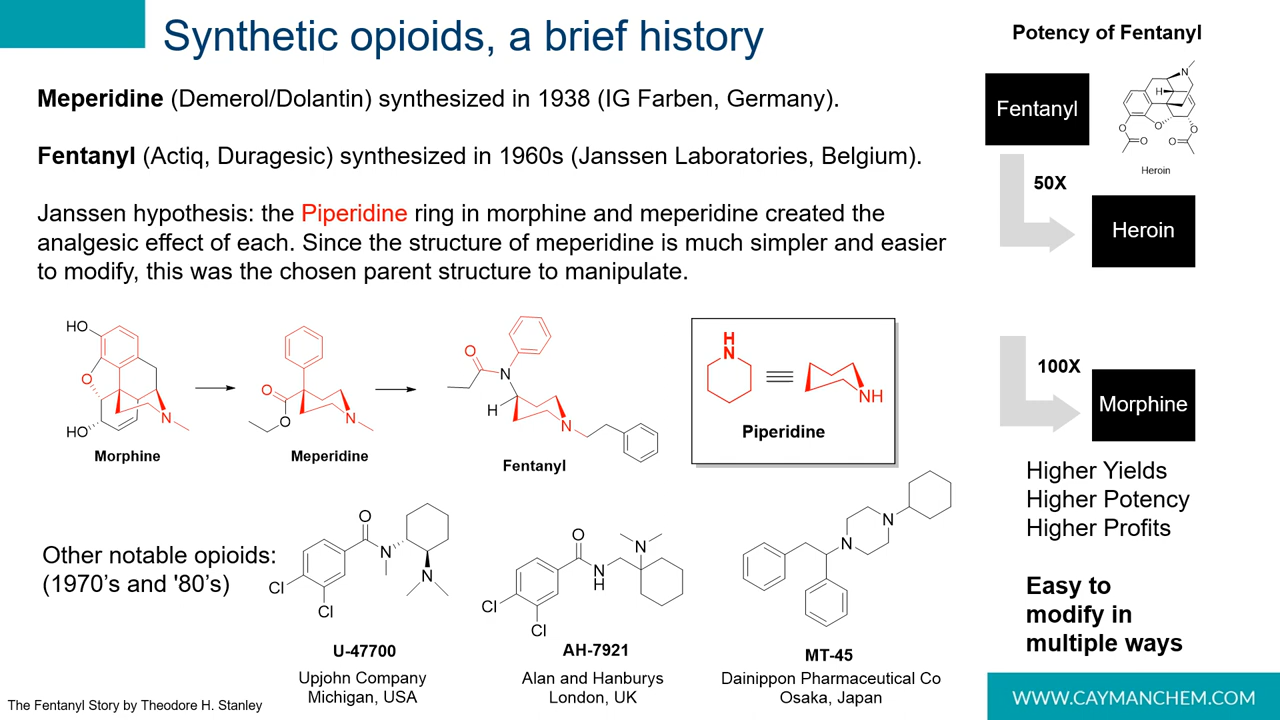 Synthetic opioids, a brief history
Meperidine (Demerol/Dolantin) synthesized in 1938 (IG Farben, Germany).
Fentanyl (Actiq, Duragesic) synthesized in 1960s (Janssen Laboratories, Belgium).
Janssen hypothesis: the Piperidine ring in morphine and meperidine created the
analgesic effect of each. Since the structure of meperidine is much simpler and easier
to modify, this was the chosen parent structure to manipulate.
HO
O
HO
N
Morphine
O
O
N
Meperidine
O
N
H
N
Fentanyl
H
N
NH
Piperidine
Other notable opioids:
(1970's and '80's)
O
N
N
Cl
Cl
U-47700
Upjohn Company
Michigan, USA
O
N
H
N
Cl
Cl
AH-7921
Alan and Hanburys
London, UK
N
N
MT-45
Dainippon Pharmaceutical Co
Osaka, Japan
The Fentanyl Story by Theodore H. Stanley
Potency of Fentanyl
Fentanyl
N
H
O
O
O
O
O
Heroin
50X
Heroin
100X
Morphine
Higher Yields
Higher Potency
Higher Profits
Easy to
modify in
multiple ways
WWW.CAYMANCHEM.COM